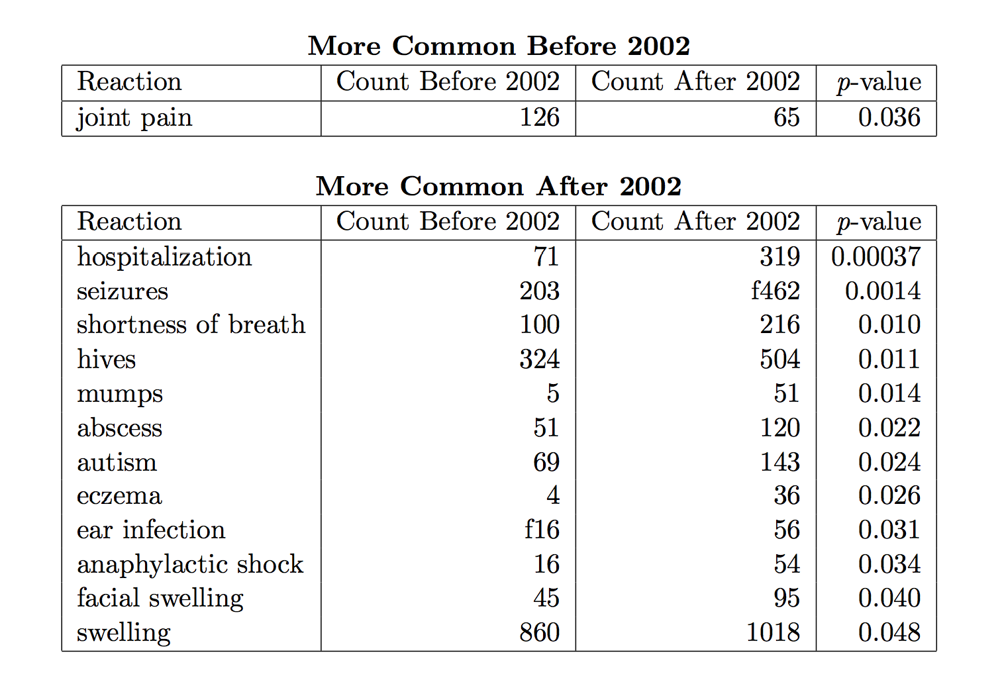 More Common Before 2002
Reaction Count Before 2002 Count After 2002 p-value
joint pain 126 65 0.036
More Common After 2002
Reaction Count Before 2002 Count After 2002 p-value
hospitalization 71 319 0.00037
seizures 203 f462 0.0014
shortness of breath 100 216 0.010
hives 324 504 0.011
mumps 5 51 0.014
abscess 51 120 0.022
autism 69 143 0.024
eczema 4 36 0.026
ear infection f16 56 0.031
anaphylactic shock 16 54 0.034
facial swelling 45 95 0.040
swelling 860 1018 0.048